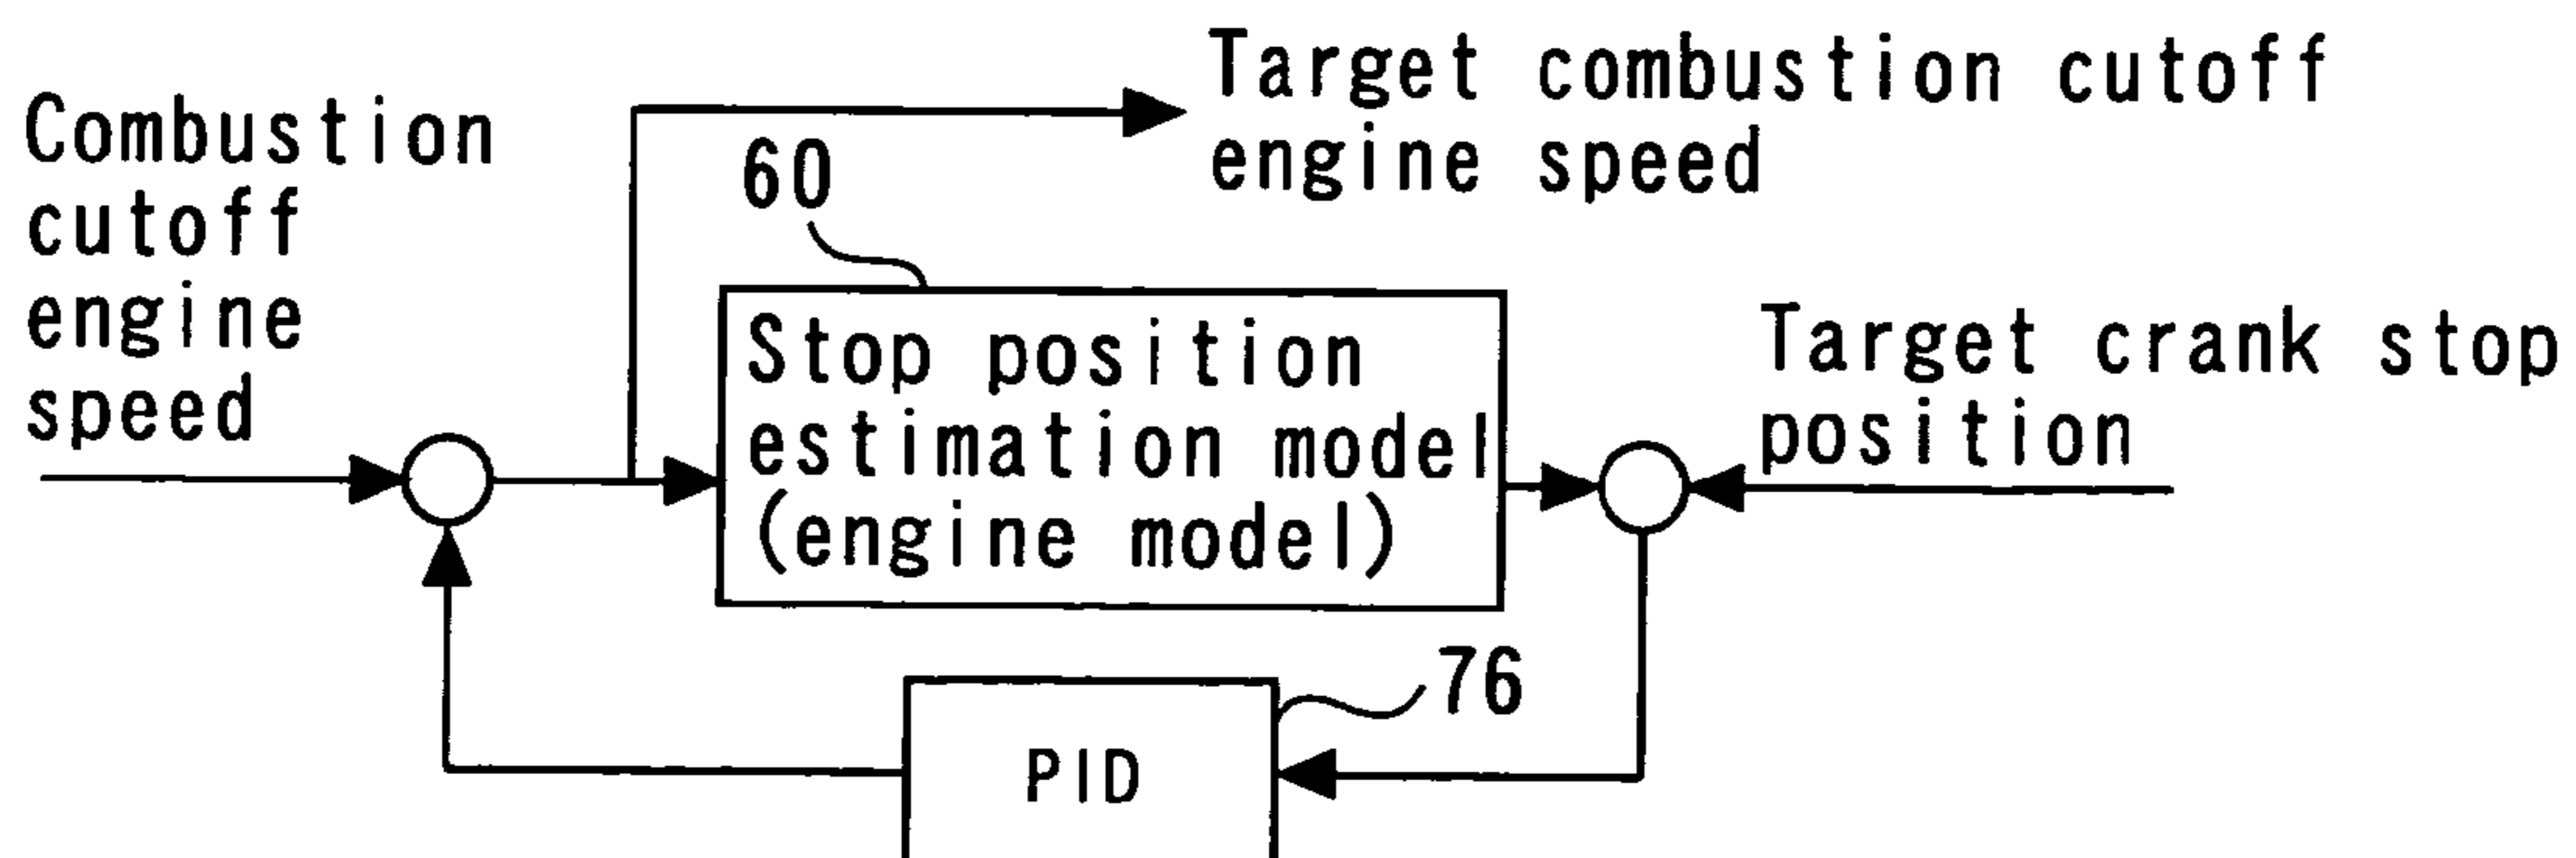 Combustion
cutoff
engine
speed
Target combustion cutoff
engine speed
60
Stop position
estimation model
(engine model)
Target crank stop
position
76
PID